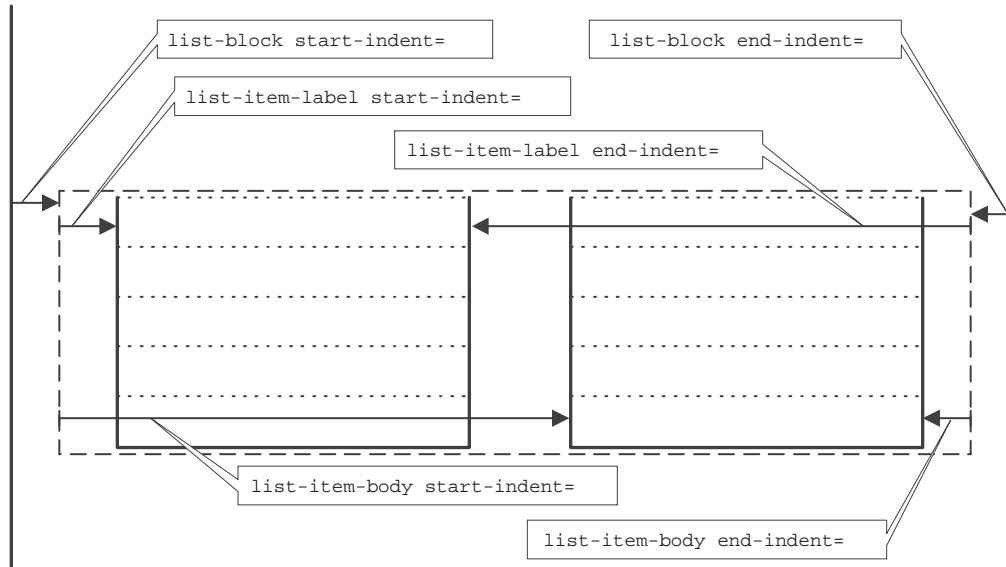 list-block start-indent=
list-block end-indent=
list-item-label start-indent=
list-item-label end-indent=
list-item-body start-indent=
list-item-body end-indent=